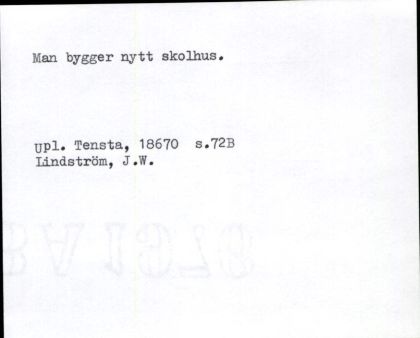 Man bygger nytt skolhus.
Upl. Tensta, 18670 s.72B
Lindström, J.W.